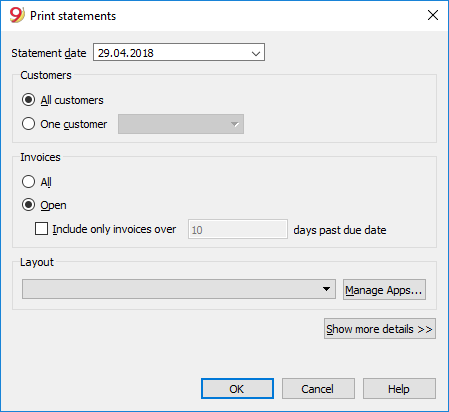 9 Print statements
Statement date 29.04.2018
Customers
All customers
One customer
Invoices
All
Open
Include only invoices over 10 days past due date
Layout
Manage Apps...
Show more details >>
OK Cancel Help